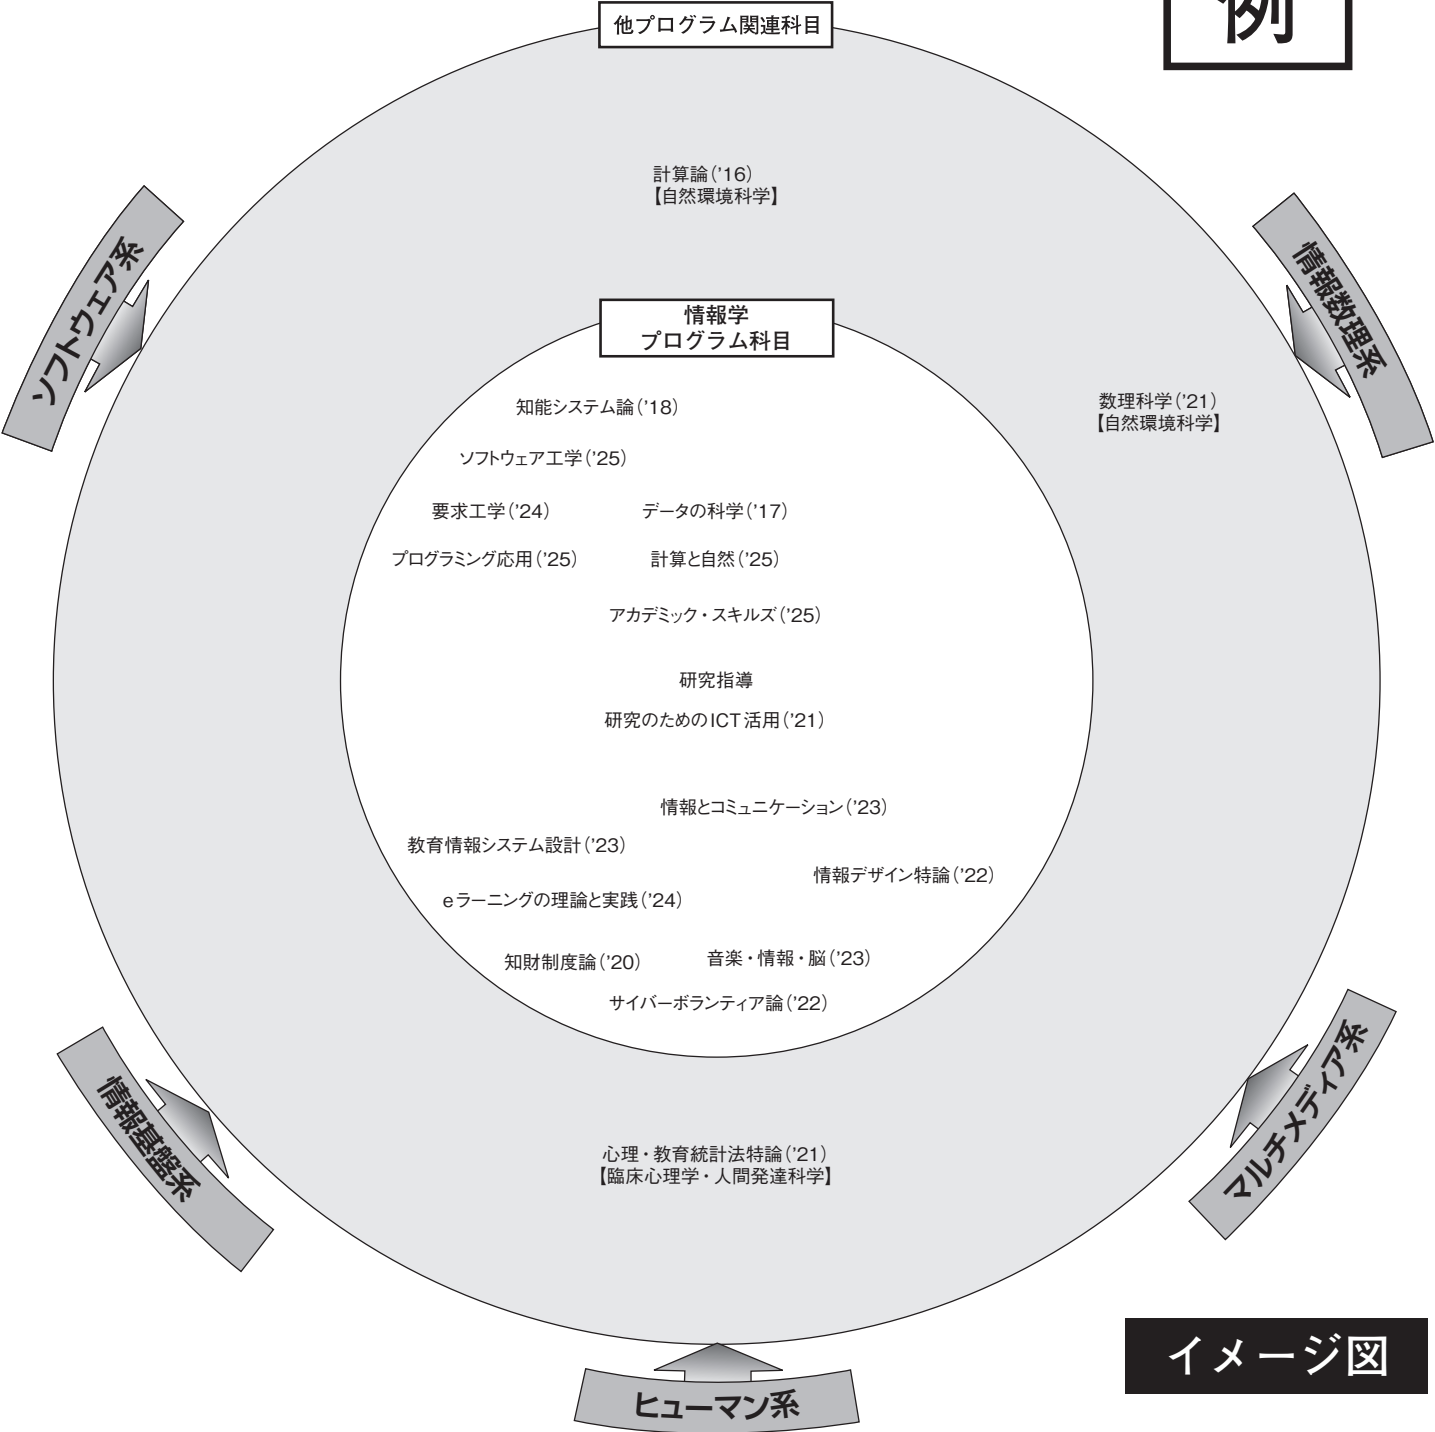 例
他プログラム関連科目
計算論('16)
【自然環境科学】
ソフトウェア系
情報数理系
情報学
プログラム科目
数理科学('21)
【自然環境科学】
知能システム論('18)
ソフトウェア工学('25)
要求工学('24)
データの科学('17)
プログラミング応用('25)
計算と自然('25)
アカデミック・スキルズ('25)
研究指導
研究のためのICT活用('21)
情報とコミュニケーション('23)
教育情報システム設計('23)
情報デザイン特論('22)
eラーニングの理論と実践('24)
知財制度論('20)
音楽・情報・脳('23)
サイバーボランティア論('22)
情報基盤系
マルチメディア系
心理・教育統計法特論('21)
【臨床心理学・人間発達科学】
ヒューマン系
イメージ図